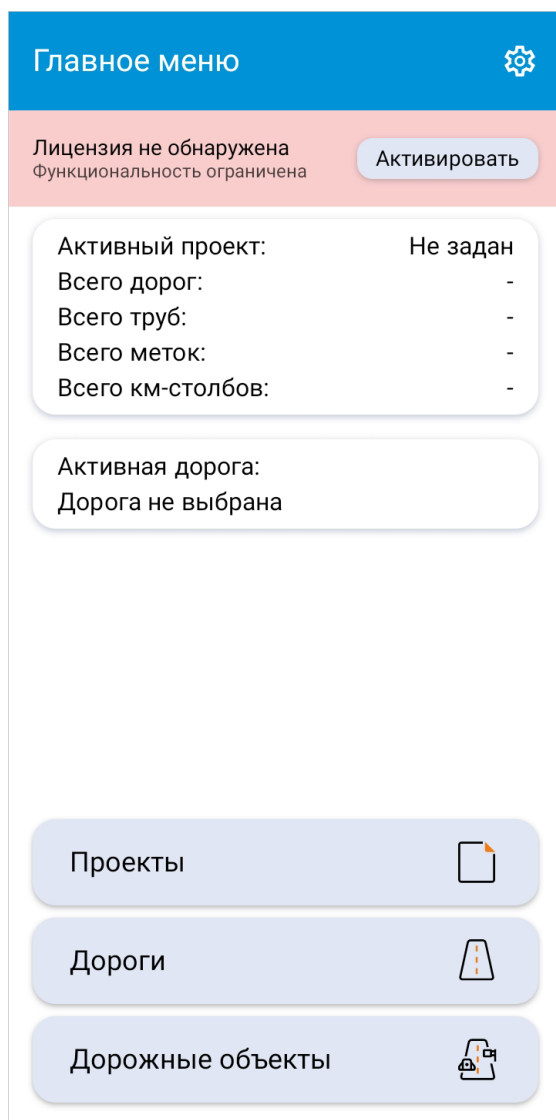 Главное меню
Лицензия не обнаружена
Функциональность ограничена
Активировать
Активный проект: Не задан
Всего дорог: -
Всего труб: -
Всего меток: -
Всего км-столбов: -
Активная дорога:
Дорога не выбрана
Проекты
Дороги
Дорожные объекты